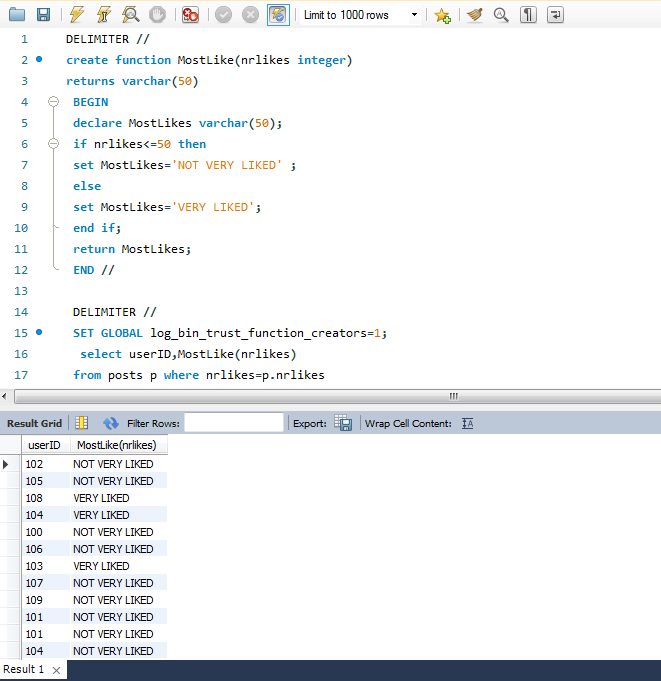 Limit to 1000 rows
1 DELIMITER //
2 create function MostLike(nrlikes integer)
3 returns varchar(50)
4 BEGIN
5 declare MostLikes varchar(50);
6 if nrlikes<=50 then
7 set MostLikes='NOT VERY LIKED' ;
8 else
9 set MostLikes='VERY LIKED';
10 end if;
11 return MostLikes;
12 END //
13
14 DELIMITER //
15 SET GLOBAL log_bin_trust_function_creators=1;
16 select userID,MostLike(nrlikes)
17 from posts p where nrlikes=p.nrlikes
Result Grid Filter Rows: Export: Wrap Cell Content: IA
userID MostLike(nrlikes)
102 NOT VERY LIKED
105 NOT VERY LIKED
108 VERY LIKED
104 VERY LIKED
100 NOT VERY LIKED
106 NOT VERY LIKED
103 VERY LIKED
107 NOT VERY LIKED
109 NOT VERY LIKED
101 NOT VERY LIKED
101 NOT VERY LIKED
104 NOT VERY LIKED
Result 1